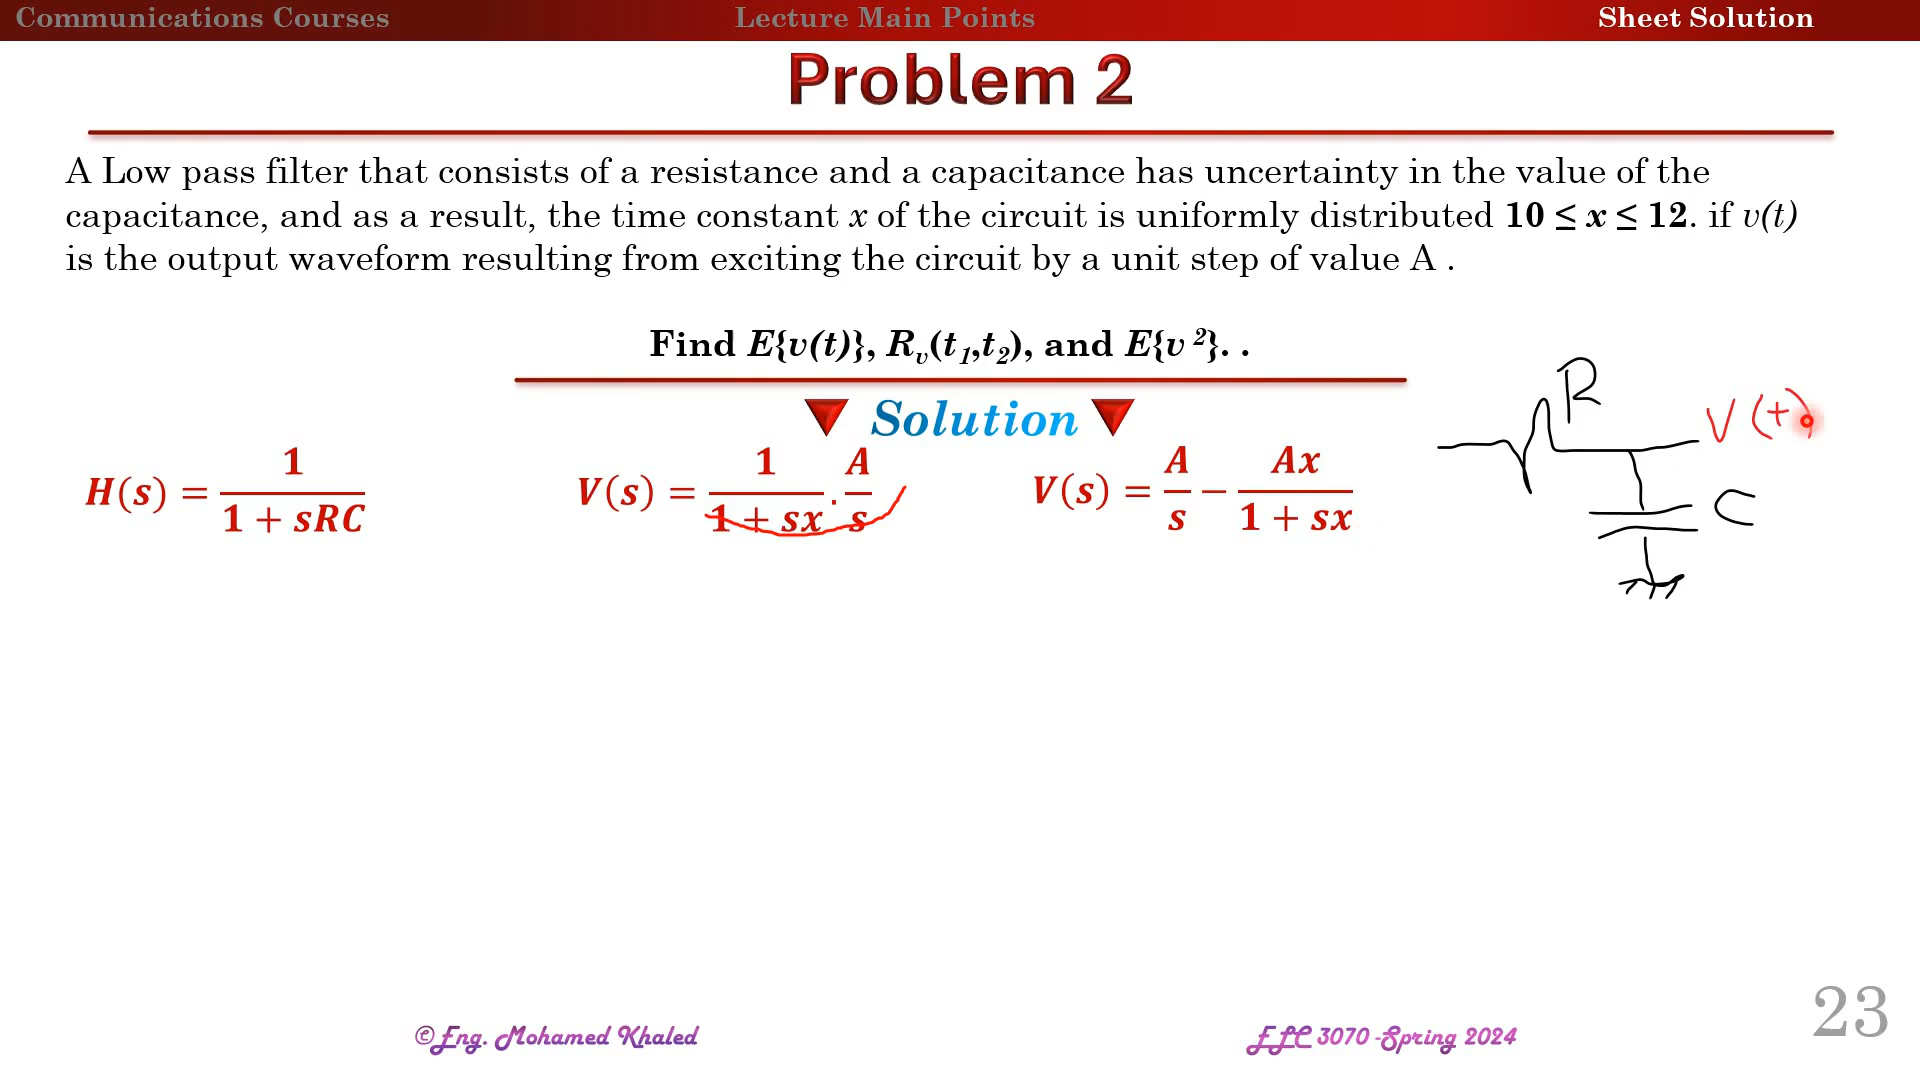 Communications Courses Lecture Main Points Sheet Solution
Problem 2
A Low pass filter that consists of a resistance and a capacitance has uncertainty in the value of the
capacitance, and as a result, the time constant x of the circuit is uniformly distributed 10 ≤ x ≤ 12. if v(t)
is the output waveform resulting from exciting the circuit by a unit step of value A .
Find E{v(t)}, R_v(t_1,t_2), and E{v ^2}. .
Solution
H(s) = 1 / (1 + sRC)
V(s) = 1 / (1 + sx) . A / s
V(s) = A / s − Ax / (1 + sx)
R
V(t)
C
©Eng. Mohamed Khaled
ELC 3070 -Spring 2024
23